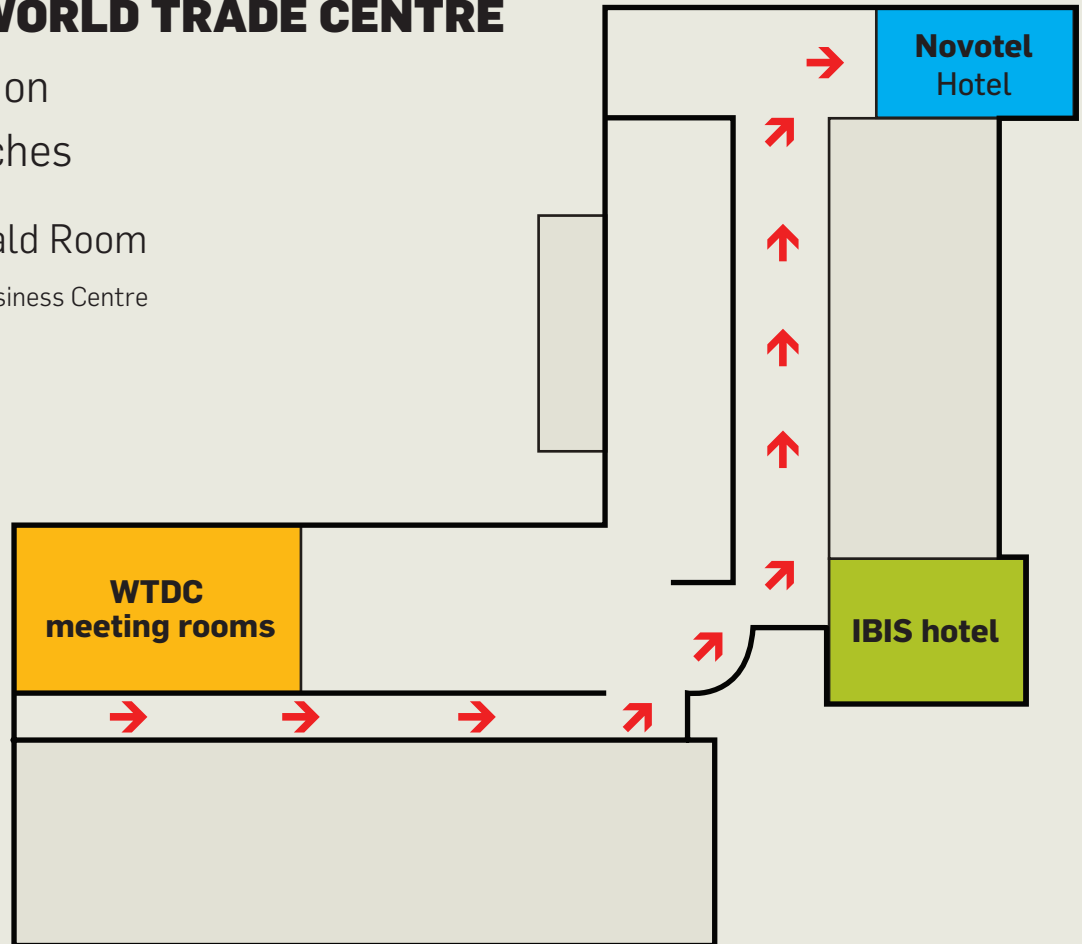 WORLD TRADE CENTRE
on
ches
ald Room
siness Centre
Novotel
Hotel
WTDC
meeting rooms
IBIS hotel